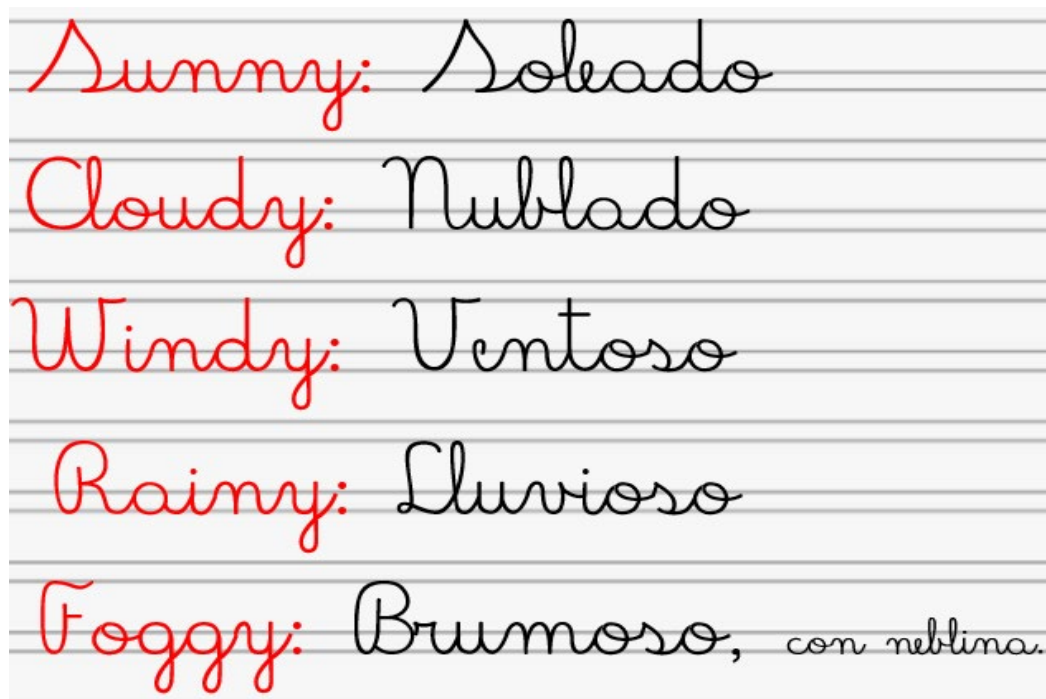 Sunny: Soleado
Cloudy: Nublado
Windy: Ventoso
Rainy: Lluvioso
Foggy: Brumoso, con neblina.